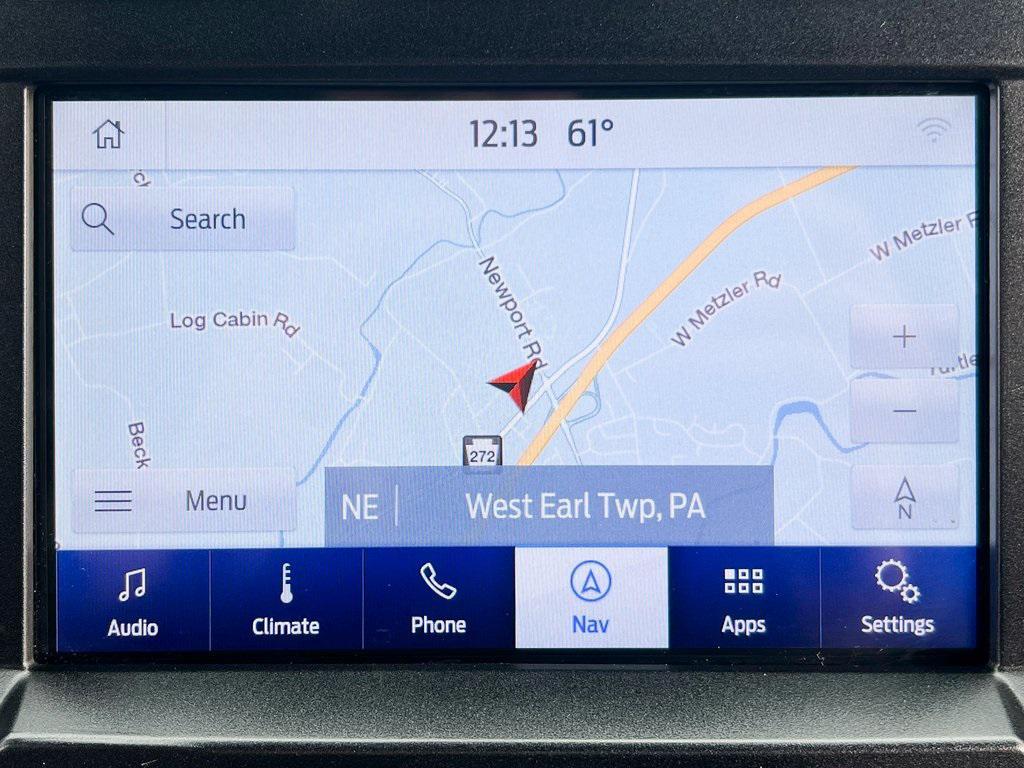 12:13 61°
Search
W Metzler
Newport Rd
W Metzler Rd
Log Cabin Rd
Beck
272
N
Menu
NE West Earl Twp, PA
Audio Climate Phone Nav Apps Settings